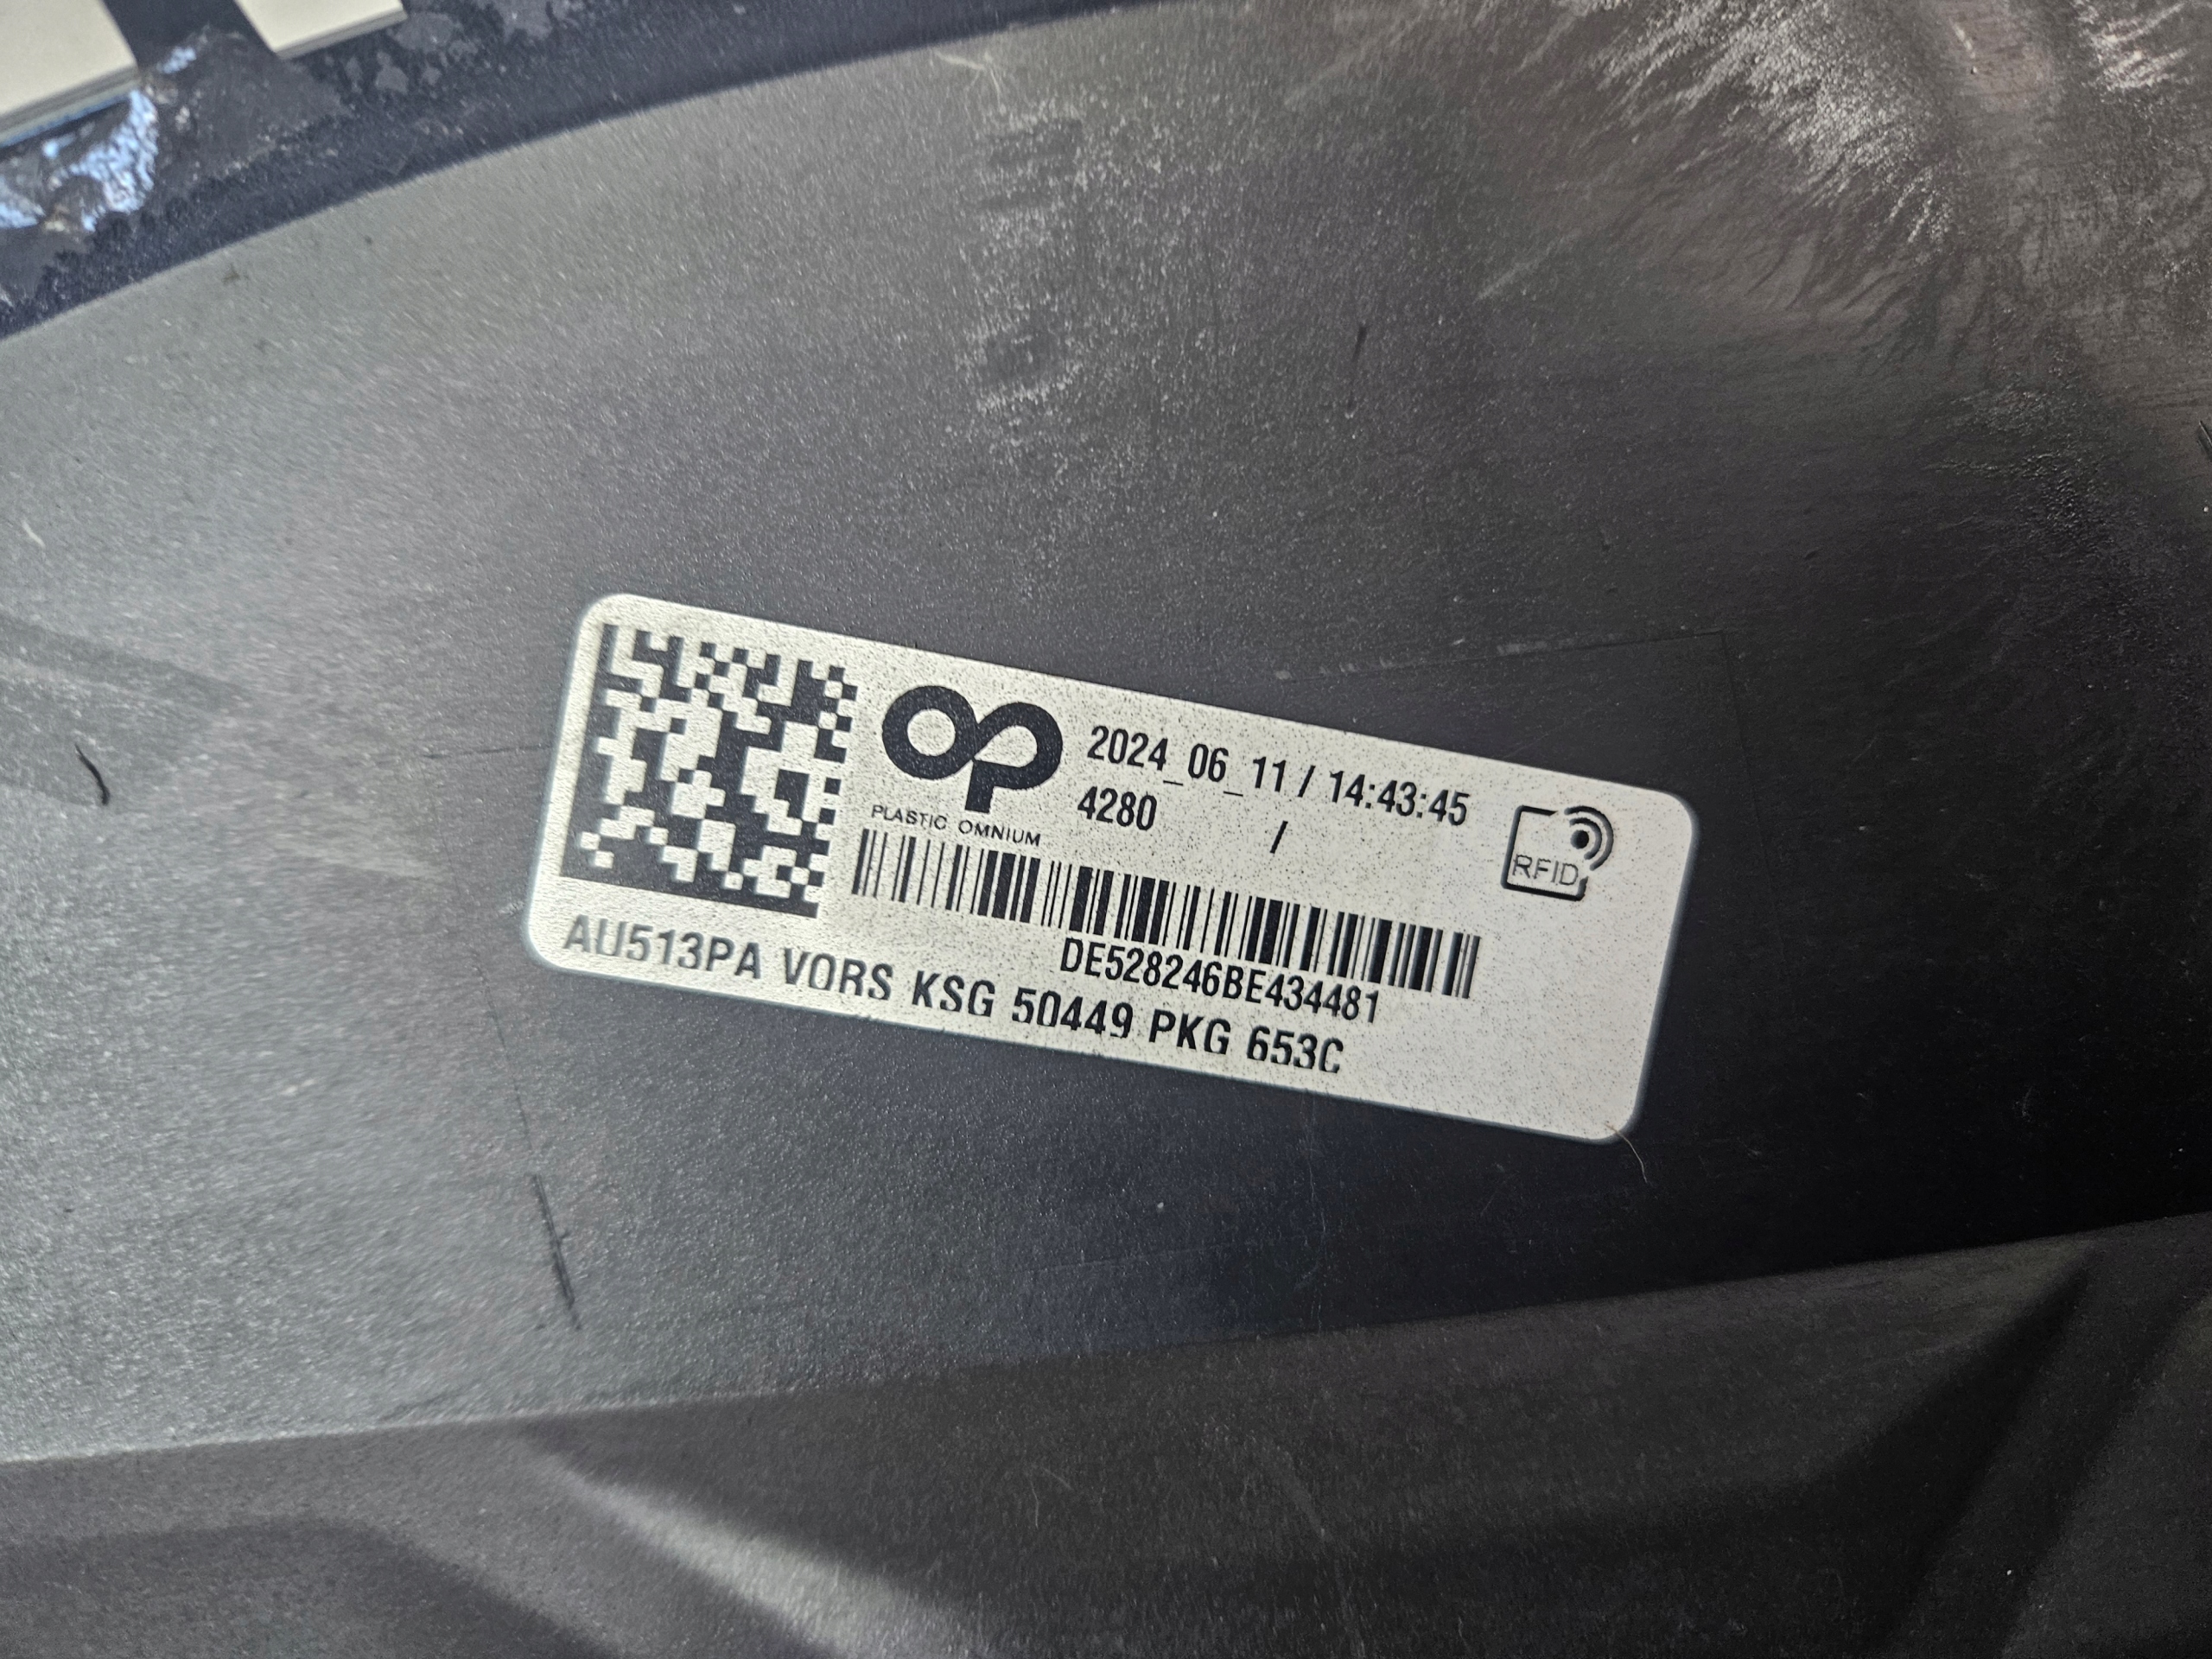 2024_06_11 / 14:43:45
4280 /
PLASTIC OMNIUM
RFID
DE528246BE434481
AU513PA VORS KSG 50449 PKG 653C